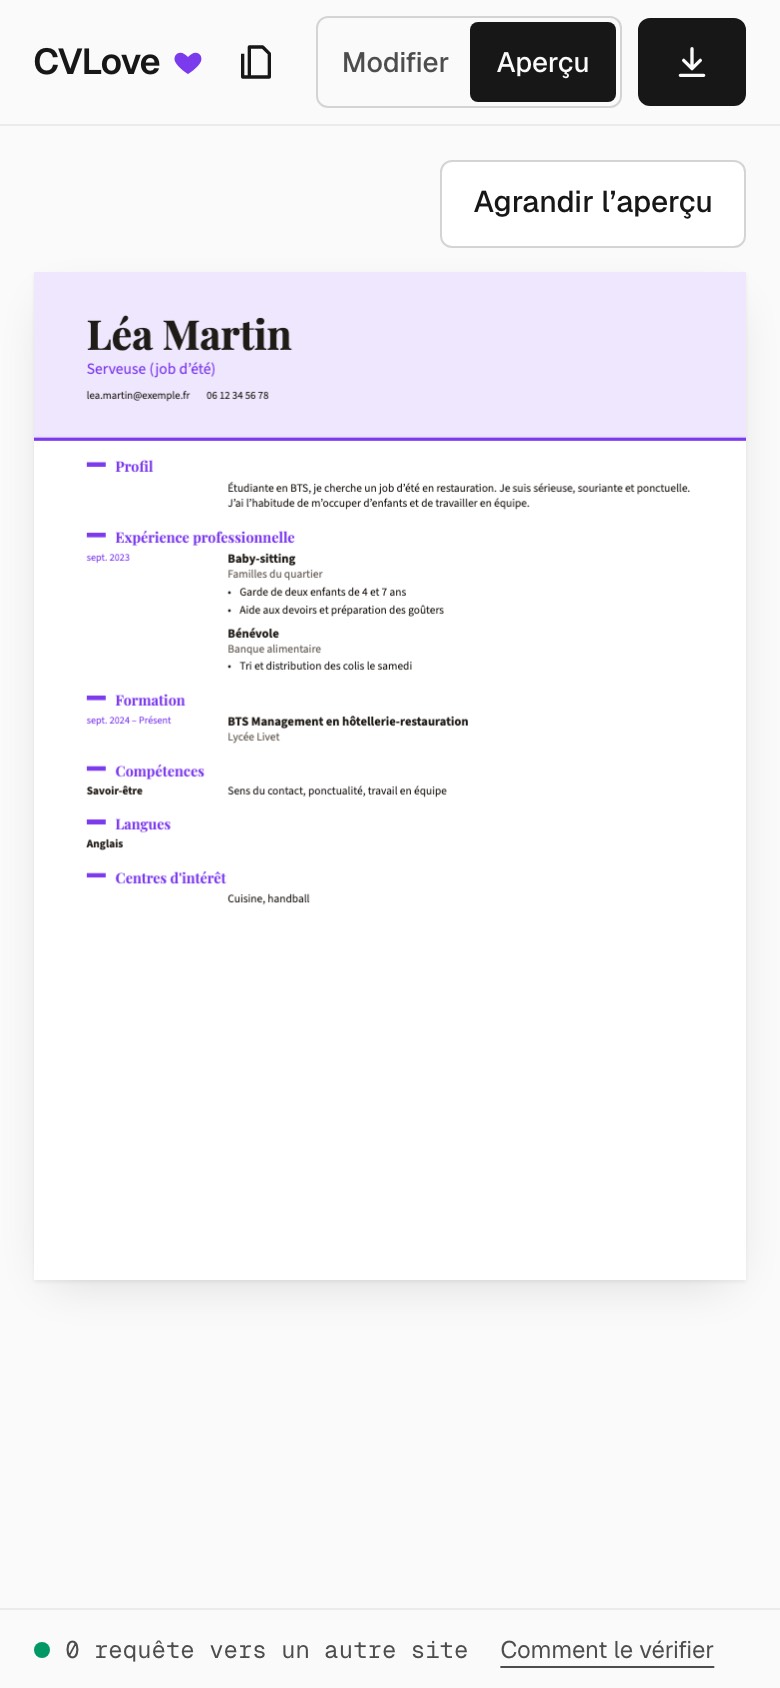 CVLove
Modifier
Aperçu
Agrandir l’aperçu
Léa Martin
Serveuse (job d’été)
lea.martin@exemple.fr 06 12 34 56 78
Profil
Étudiante en BTS, je cherche un job d’été en restauration. Je suis sérieuse, souriante et ponctuelle.
J’ai l’habitude de m’occuper d’enfants et de travailler en équipe.
Expérience professionnelle
sept. 2023 Baby-sitting
Familles du quartier
• Garde de deux enfants de 4 et 7 ans
• Aide aux devoirs et préparation des goûters
Bénévole
Banque alimentaire
• Tri et distribution des colis le samedi
Formation
sept. 2024 – Présent BTS Management en hôtellerie-restauration
Lycée Livet
Compétences
Savoir-être Sens du contact, ponctualité, travail en équipe
Langues
Anglais
Centres d'intérêt
Cuisine, handball
0 requête vers un autre site Comment le vérifier